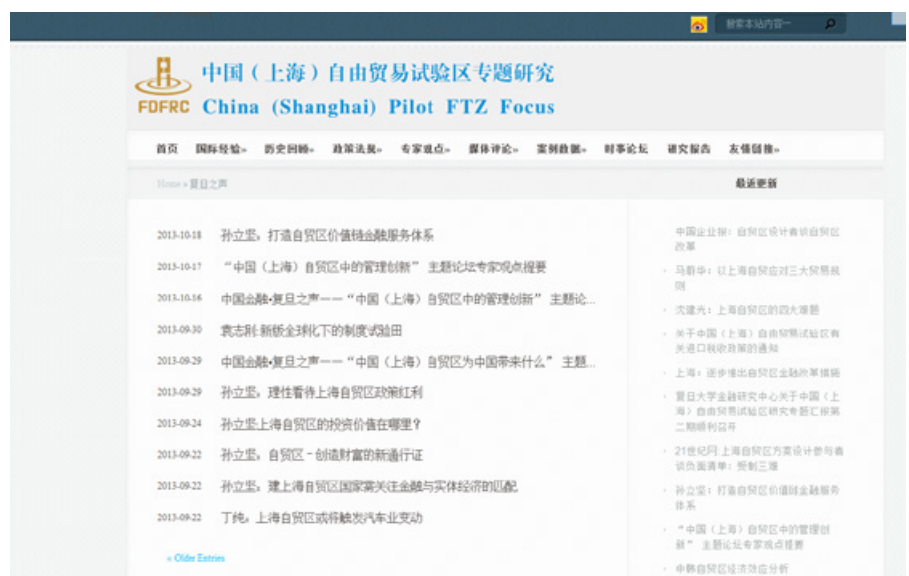 搜索本站内容一
中国（上海）自由贸易试验区专题研究
FDFRC
China (Shanghai) Pilot FTZ Focus
首页 国际经验» 历史回顾» 政策法规» 专家观点» 媒体评论» 案例数据» 时事论坛 研究报告 友情链接»
Home » 复旦之声
最近更新
2013-10-18 孙立坚：打造自贸区价值链金融服务体系
2013-10-17 “中国（上海）自贸区中的管理创新” 主题论坛专家观点提要
2013-10-16 中国金融•复旦之声——“中国（上海）自贸区中的管理创新” 主题论...
2013-09-30 袁志刚:新版全球化下的制度试验田
2013-09-29 中国金融•复旦之声——“中国（上海）自贸区为中国带来什么” 主题...
2013-09-29 孙立坚：理性看待上海自贸区政策红利
2013-09-24 孙立坚:上海自贸区的投资价值在哪里？
2013-09-22 孙立坚：自贸区－创造财富的新通行证
2013-09-22 孙立坚：建上海自贸区国家需关注金融与实体经济的匹配
2013-09-22 丁纯：上海自贸区或将触发汽车业变动
« Older Entries
中国企业报：自贸区设计者谈自贸区
改革
马蔚华：以上海自贸应对三大贸易规
则
沈建光：上海自贸区的四大难题
关于中国（上海）自由贸易试验区有
关进口税收政策的通知
上海：逐步推出自贸区金融改革措施
复旦大学金融研究中心关于中国（上
海）自由贸易试验区研究专题汇报第
二期顺利召开
21世纪网:上海自贸区方案设计参与者
谈负面清单：受制三难
孙立坚：打造自贸区价值链金融服务
体系
“中国（上海）自贸区中的管理创
新” 主题论坛专家观点提要
中韩自贸区经济效应分析